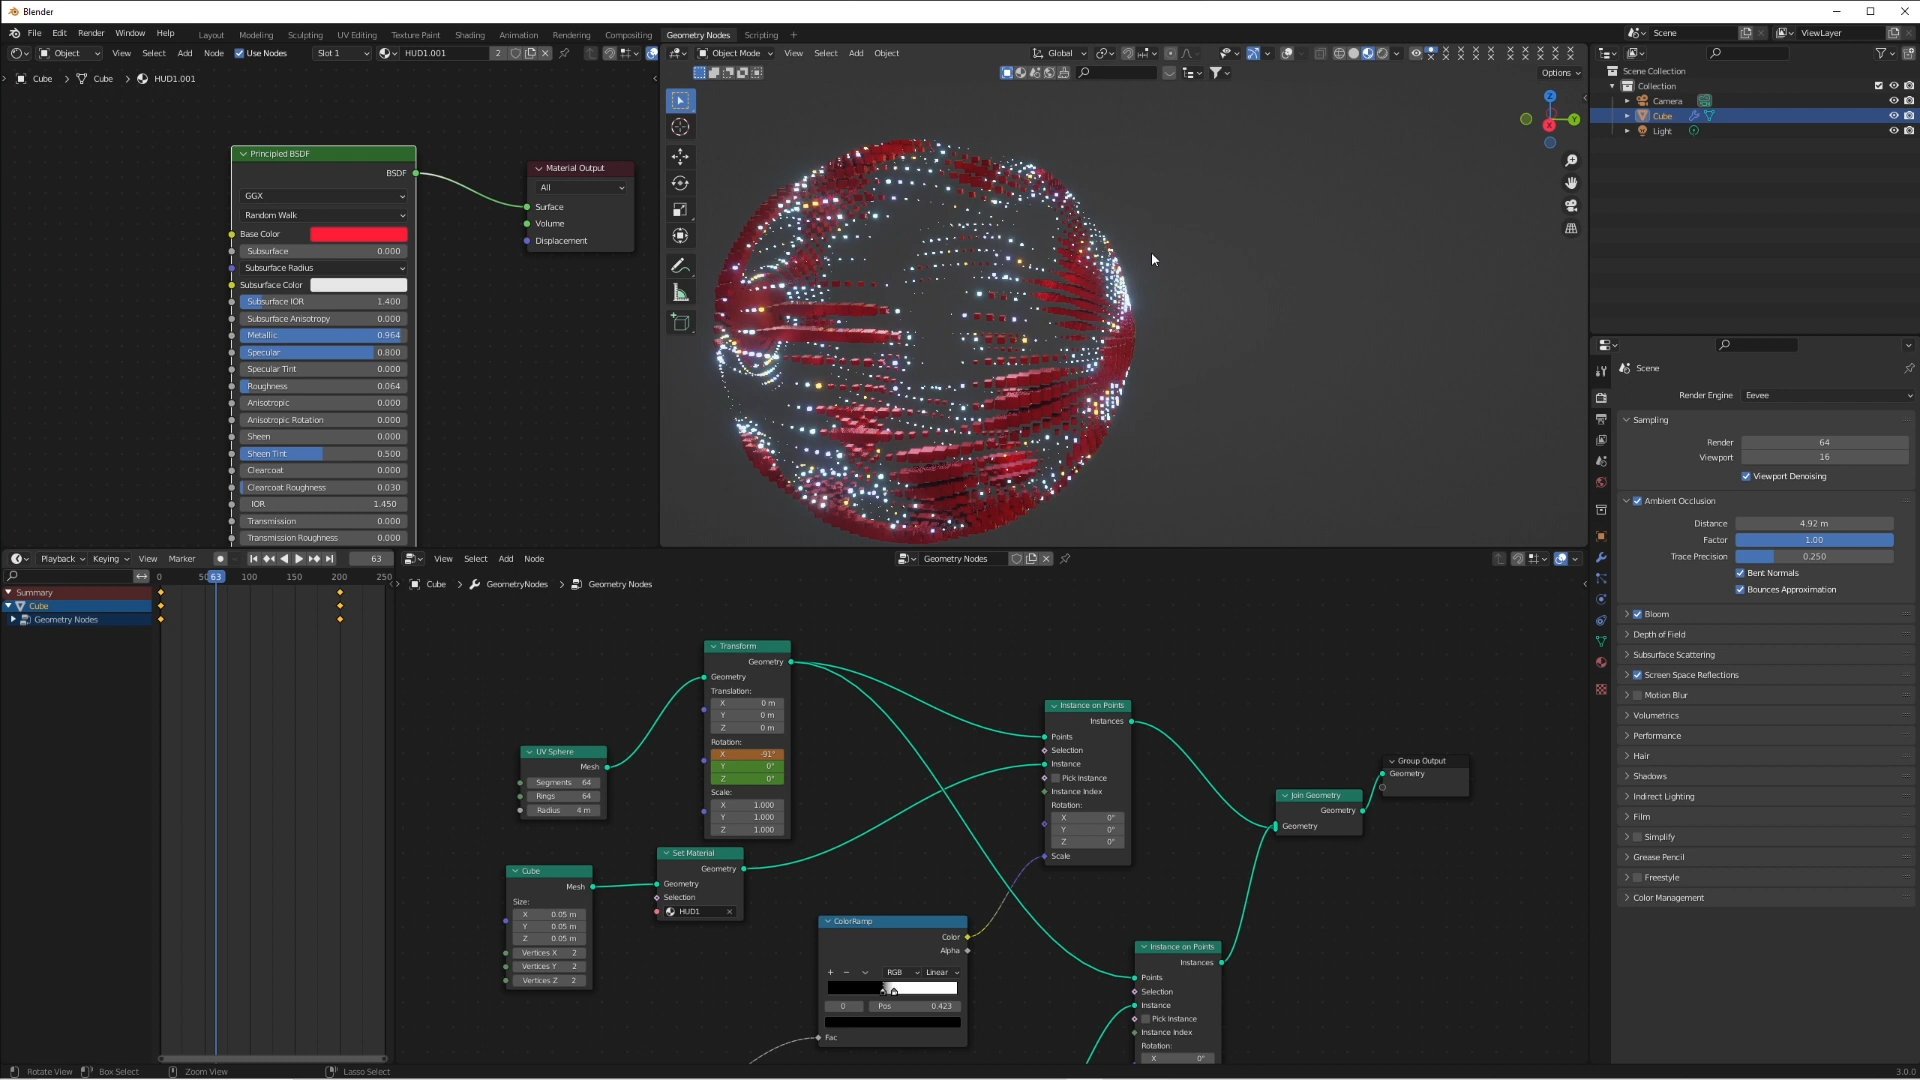 Blender
File Edit Render Window Help Layout Modeling Sculpting UV Editing Texture Paint Shading Animation Rendering Compositing Geometry Nodes Scripting +
Scene ViewLayer
Object View Select Add Node Use Nodes Slot 1 HUD1.001 2
Object Mode View Select Add Object Global
Options
Cube > Cube > HUD1.001
Principled BSDF
BSDF
GGX
Random Walk
Base Color
Subsurface 0.000
Subsurface Radius
Subsurface Color
Subsurface IOR 1.400
Subsurface Anisotropy 0.000
Metallic 0.964
Specular 0.800
Specular Tint 0.000
Roughness 0.064
Anisotropic 0.000
Anisotropic Rotation 0.000
Sheen 0.000
Sheen Tint 0.500
Clearcoat 0.000
Clearcoat Roughness 0.030
IOR 1.450
Transmission 0.000
Transmission Roughness 0.000
Material Output
All
Surface
Volume
Displacement
Z
Y
X
Scene Collection
Collection
Camera
Cube
Light
Scene
Render Engine Eevee
Sampling
Render 64
Viewport 16
Viewport Denoising
Ambient Occlusion
Distance 4.92 m
Factor 1.00
Trace Precision 0.250
Bent Normals
Bounces Approximation
Bloom
Depth of Field
Subsurface Scattering
Screen Space Reflections
Motion Blur
Volumetrics
Performance
Hair
Shadows
Indirect Lighting
Film
Simplify
Grease Pencil
Freestyle
Color Management
Playback Keying View Marker 63
0 50 63 100 150 200 250
Summary
Cube
Geometry Nodes
View Select Add Node Geometry Nodes
Cube > GeometryNodes > Geometry Nodes
Transform
Geometry
Geometry
Translation:
X 0 m
Y 0 m
Z 0 m
Rotation:
X -91°
Y 0°
Z 0°
Scale:
X 1.000
Y 1.000
Z 1.000
UV Sphere
Mesh
Segments 64
Rings 64
Radius 4 m
Cube
Mesh
Size:
X 0.05 m
Y 0.05 m
Z 0.05 m
Vertices X 2
Vertices Y 2
Vertices Z 2
Set Material
Geometry
Geometry
Selection
HUD1
ColorRamp
Color
Alpha
+ − RGB Linear
0 Pos 0.423
Fac
Instance on Points
Instances
Points
Selection
Instance
Pick Instance
Instance Index
Rotation:
X 0°
Y 0°
Z 0°
Scale
Instance on Points
Instances
Points
Selection
Instance
Pick Instance
Instance Index
Rotation:
X 0°
Join Geometry
Geometry
Geometry
Group Output
Geometry
Rotate View Box Select Zoom View Lasso Select 3.0.0